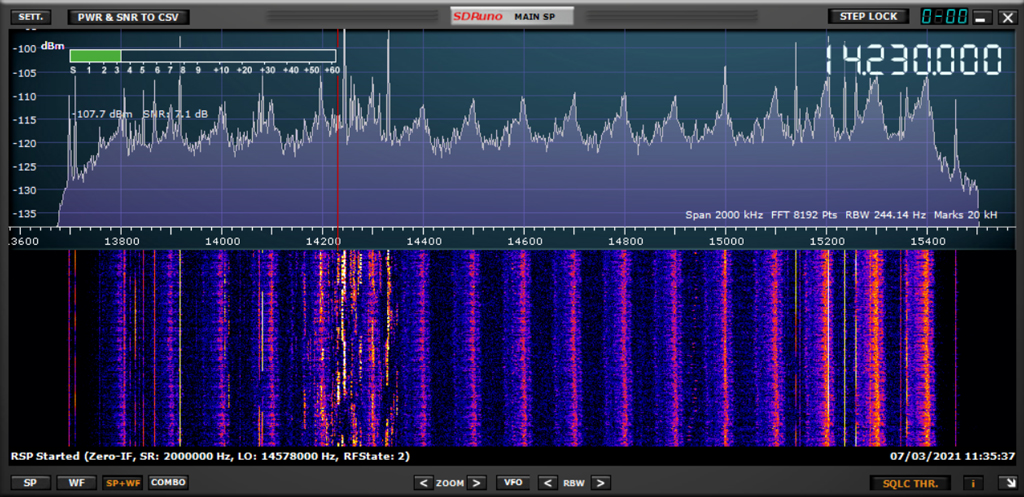 SETT. PWR & SNR TO CSV SDRuno MAIN SP STEP LOCK 0-00
dBm 14.230.000
-100
S 1 2 3 4 5 6 7 8 9 +10 +20 +30 +40 +50 +60
-105
-110
-107.7 dBm SNR: 7.1 dB
-115
-120
-125
-130
-135 Span 2000 kHz FFT 8192 Pts RBW 244.14 Hz Marks 20 kH
13600 13800 14000 14200 14400 14600 14800 15000 15200 15400
RSP Started (Zero-IF, SR: 2000000 Hz, LO: 14578000 Hz, RFState: 2) 07/03/2021 11:35:37
SP WF SP+WF COMBO < ZOOM > VFO < RBW > SQLC THR. i